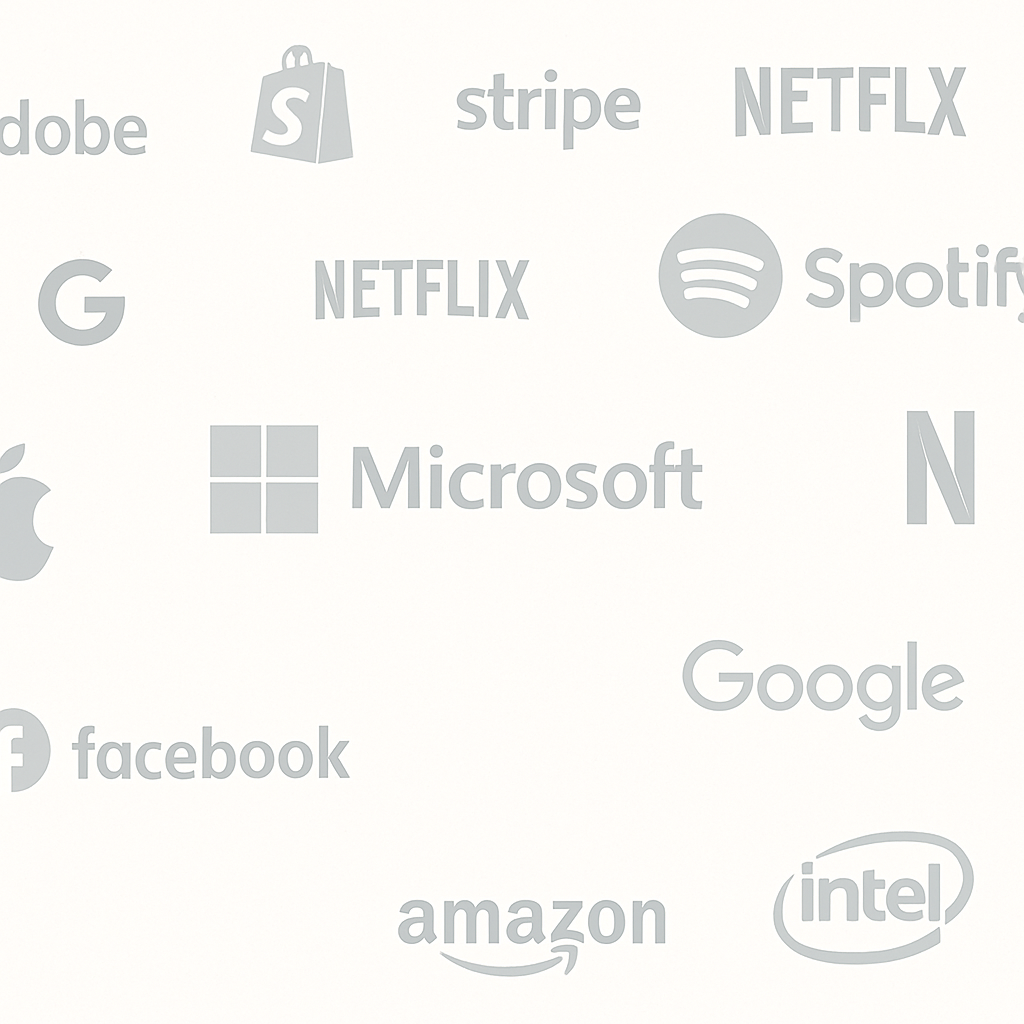 dobe
S
stripe
NETFLX
G
NETFLIX
Spotify
Microsoft
N
Google
f facebook
amazon
intel